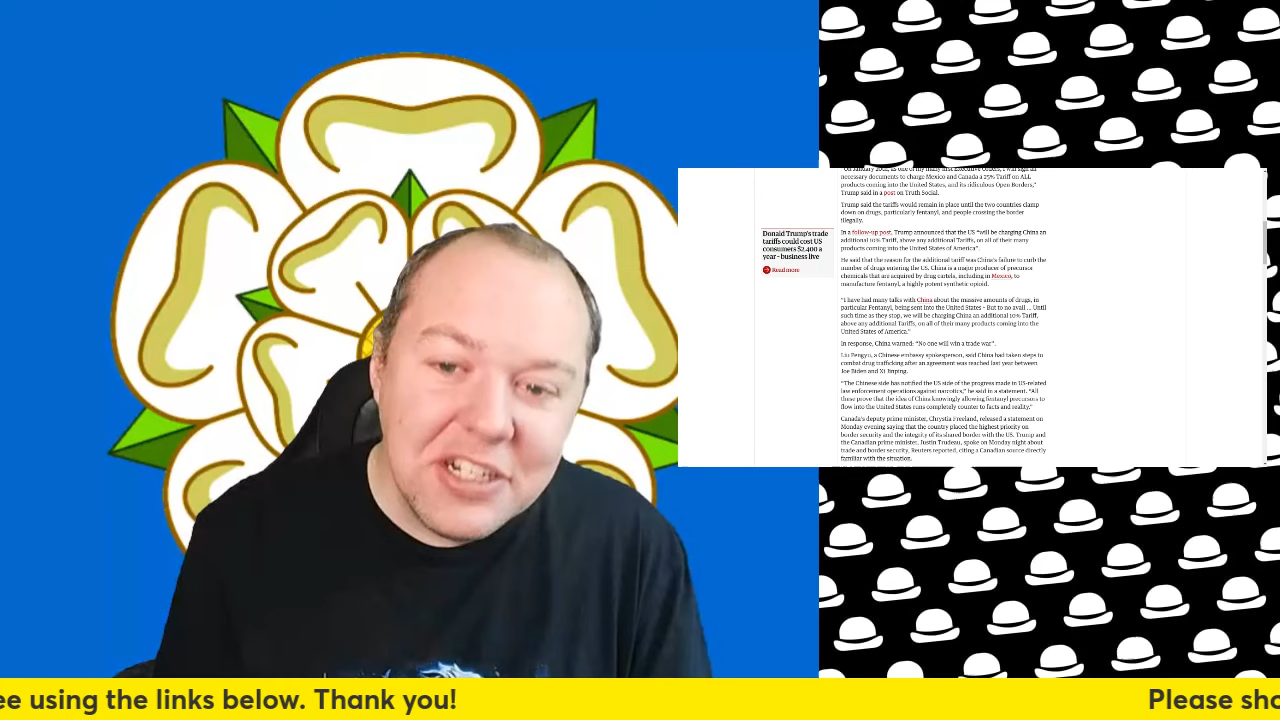 "On January 20th, as one of my many first Executive Orders, I will sign all
necessary documents to charge Mexico and Canada a 25% Tariff on ALL
products coming into the United States, and its ridiculous Open Borders,"
Trump said in a post on Truth Social.
Trump said the tariffs would remain in place until the two countries clamp
down on drugs, particularly fentanyl, and people crossing the border
illegally.
Donald Trump's trade
tariffs could cost US
consumers $2,400 a
year – business live
Read more
In a follow-up post, Trump announced that the US "will be charging China an
additional 10% Tariff, above any additional Tariffs, on all of their many
products coming into the United States of America".
He said that the reason for the additional tariff was China's failure to curb the
number of drugs entering the US. China is a major producer of precursor
chemicals that are acquired by drug cartels, including in Mexico, to
manufacture fentanyl, a highly potent synthetic opioid.
"I have had many talks with China about the massive amounts of drugs, in
particular Fentanyl, being sent into the United States – But to no avail … Until
such time as they stop, we will be charging China an additional 10% Tariff,
above any additional Tariffs, on all of their many products coming into the
United States of America."
In response, China warned: "No one will win a trade war".
Liu Pengyu, a Chinese embassy spokesperson, said China had taken steps to
combat drug trafficking after an agreement was reached last year between
Joe Biden and Xi Jinping.
"The Chinese side has notified the US side of the progress made in US-related
law enforcement operations against narcotics," he said in a statement. "All
these prove that the idea of China knowingly allowing fentanyl precursors to
flow into the United States runs completely counter to facts and reality."
Canada's deputy prime minister, Chrystia Freeland, released a statement on
Monday evening saying that the country placed the highest priority on
border security and the integrity of its shared border with the US. Trump and
the Canadian prime minister, Justin Trudeau, spoke on Monday night about
trade and border security, Reuters reported, citing a Canadian source directly
familiar with the situation.
ee using the links below. Thank you!
Please sho